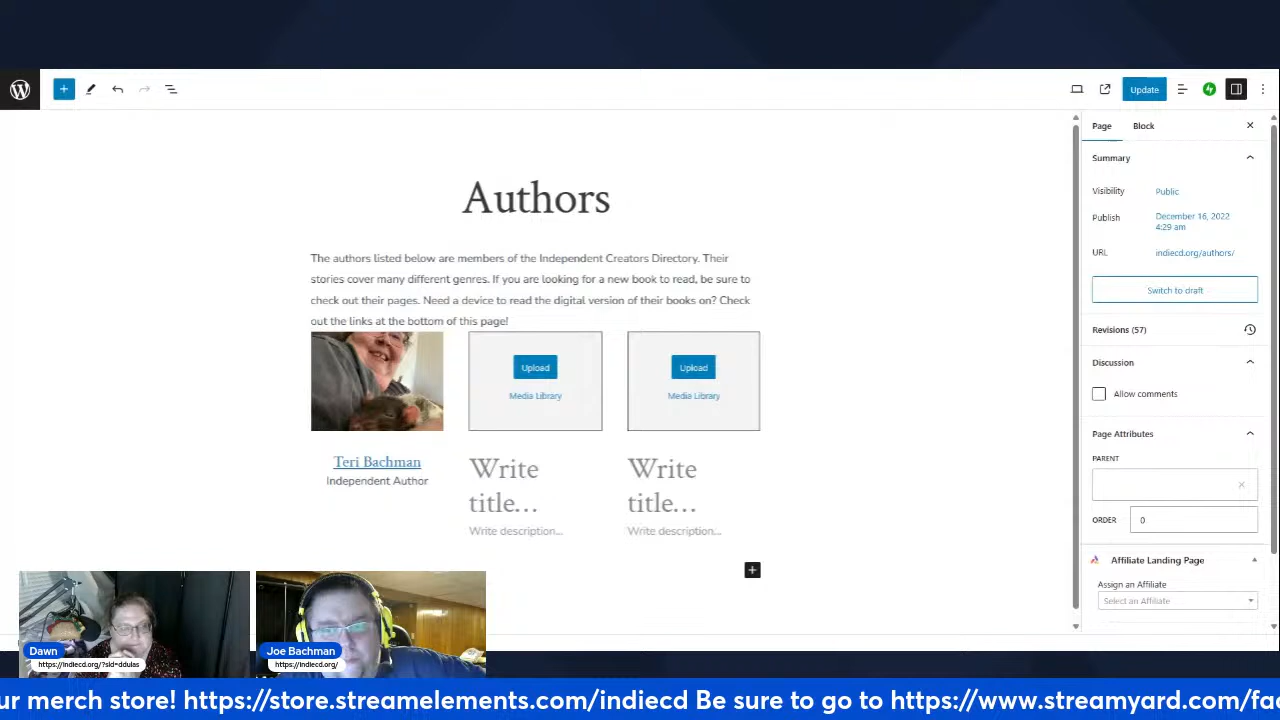 Update
Page
Block
Summary
Visibility
Public
Publish
December 16, 2022
4:29 am
URL
indiecd.org/authors/
Switch to draft
Revisions (57)
Discussion
Allow comments
Page Attributes
PARENT
ORDER
0
Affiliate Landing Page
Assign an Affiliate
Select an Affiliate
Authors
The authors listed below are members of the Independent Creators Directory. Their
stories cover many different genres. If you are looking for a new book to read, be sure to
check out their pages. Need a device to read the digital version of their books on? Check
out the links at the bottom of this page!
Upload
Media Library
Upload
Media Library
Teri Bachman
Independent Author
Write
title...
Write description...
Write
title...
Write description...
Dawn
https://indiecd.org/?sid=ddulas
Joe Bachman
https://indiecd.org/
ur merch store! https://store.streamelements.com/indiecd Be sure to go to https://www.streamyard.com/fac